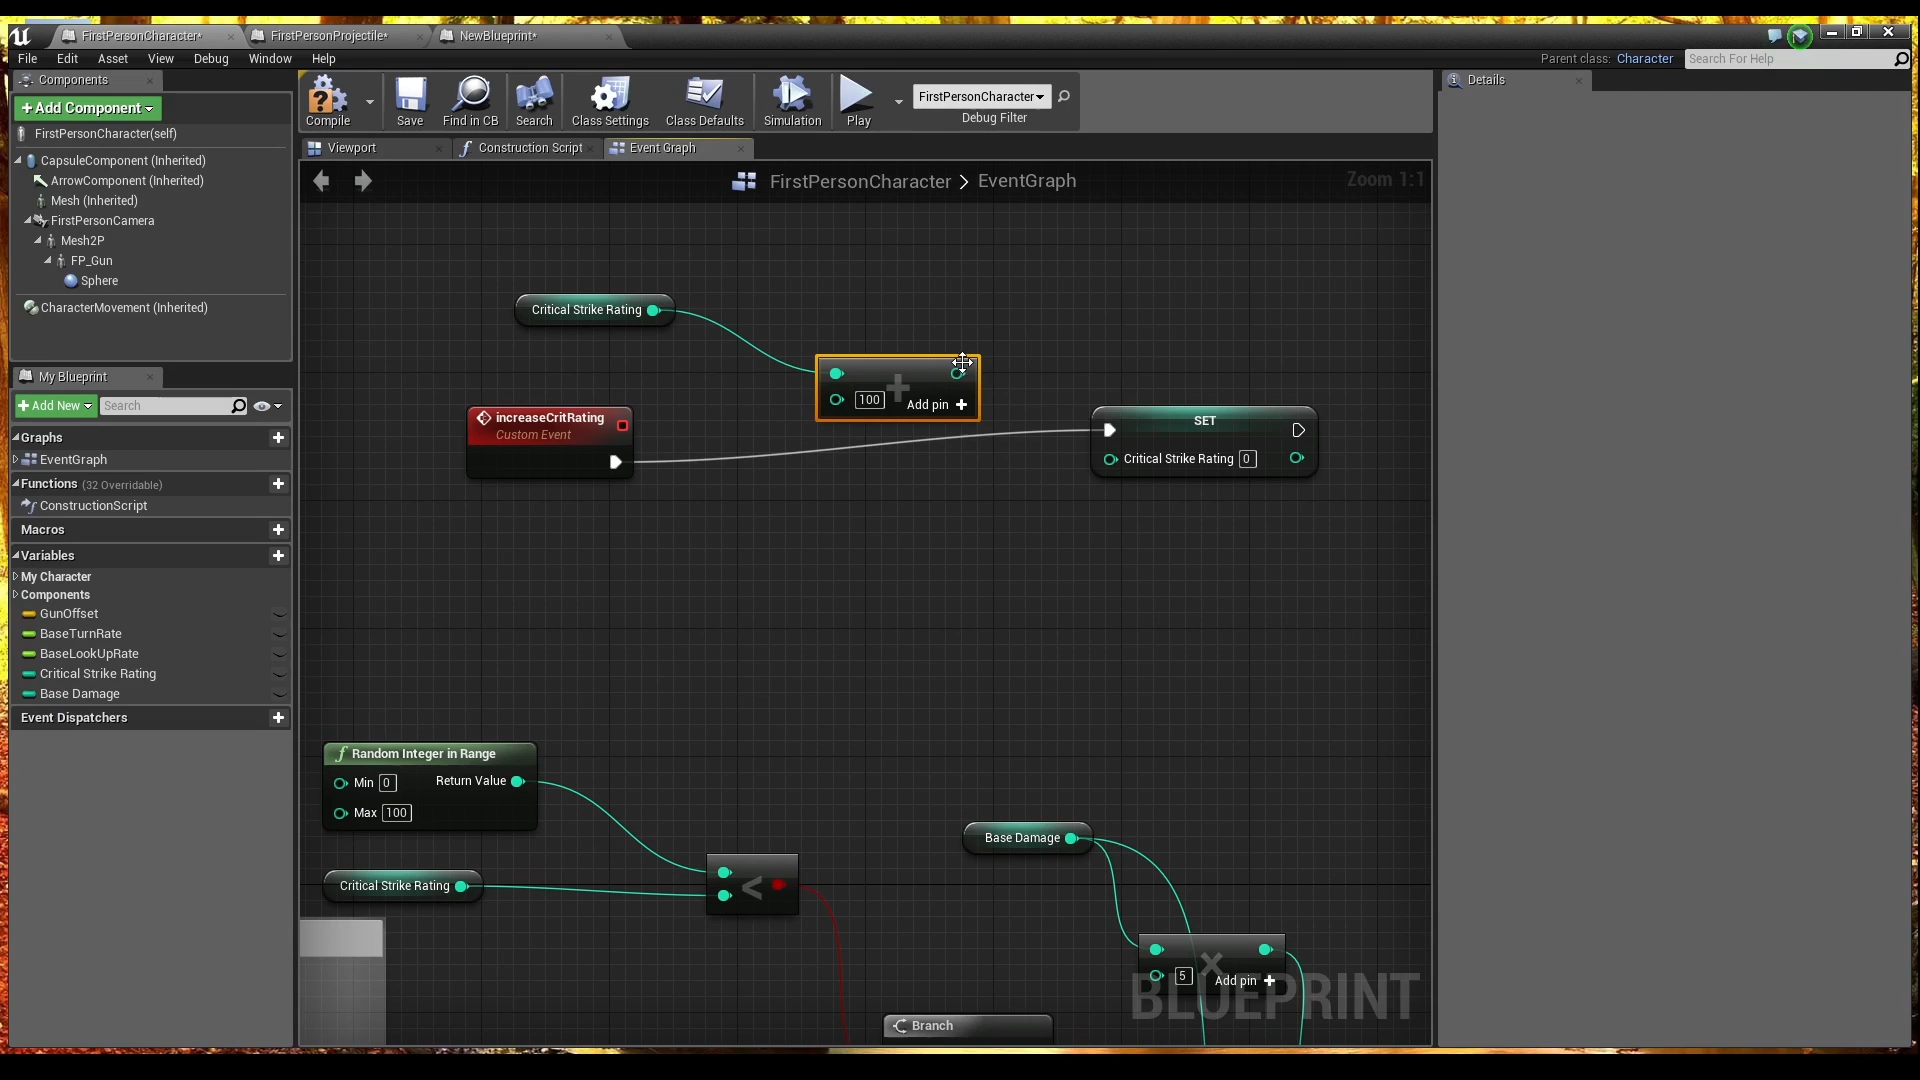 FirstPersonCharacter*
FirstPersonProjectile*
NewBlueprint*
File Edit Asset View Debug Window Help
Parent class: Character
Search For Help
Components
+Add Component
FirstPersonCharacter(self)
CapsuleComponent (Inherited)
ArrowComponent (Inherited)
Mesh (Inherited)
FirstPersonCamera
Mesh2P
FP_Gun
Sphere
CharacterMovement (Inherited)
My Blueprint
+Add New
Search
Graphs
EventGraph
Functions (32 Overridable)
ConstructionScript
Macros
Variables
My Character
Components
GunOffset
BaseTurnRate
BaseLookUpRate
Critical Strike Rating
Base Damage
Event Dispatchers
Compile
Save
Find in CB
Search
Class Settings
Class Defaults
Simulation
Play
FirstPersonCharacter
Debug Filter
Viewport
Construction Script
Event Graph
FirstPersonCharacter > EventGraph
Zoom 1:1
Critical Strike Rating
+
100
Add pin +
increaseCritRating
Custom Event
SET
Critical Strike Rating 0
Random Integer in Range
Min 0
Return Value
Max 100
Critical Strike Rating
<
Base Damage
×
5
Add pin +
Branch
BLUEPRINT
Details